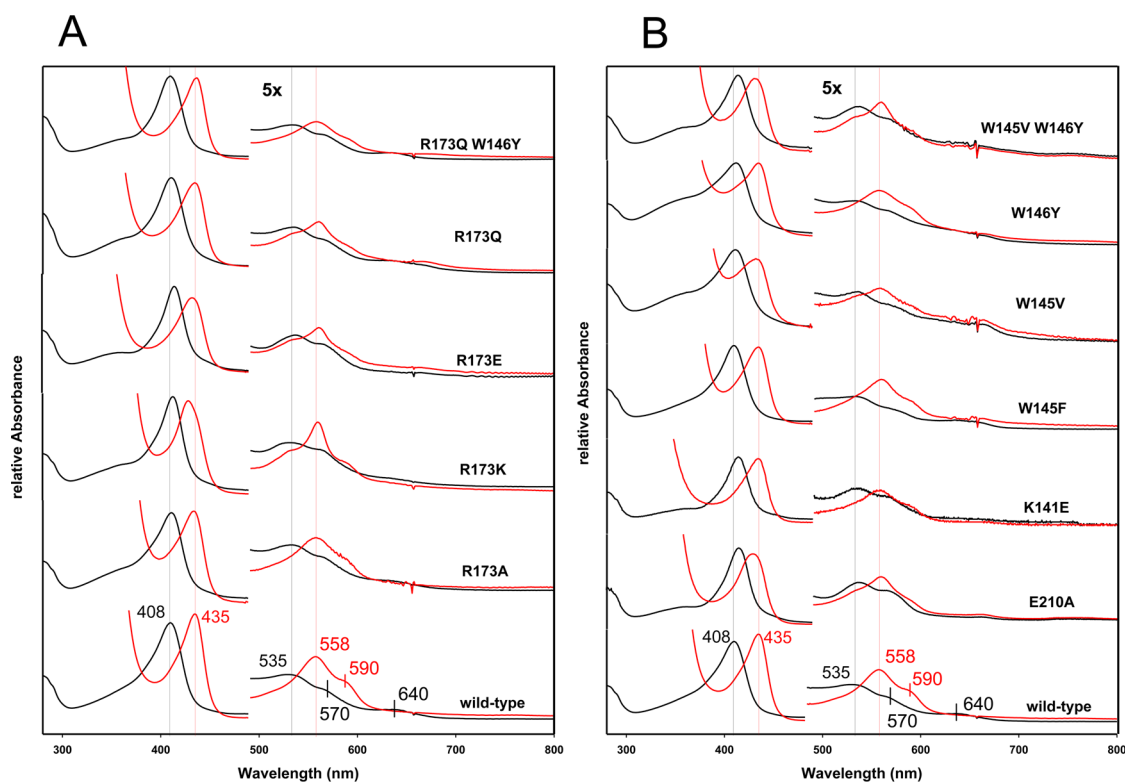 A
5x
R173Q W146Y
R173Q
R173E
R173K
R173A
408
435
535
558
590
570
640
wild-type
relative Absorbance
300 400 500 600 700 800
Wavelength (nm)
B
5x
W145V W146Y
W146Y
W145V
W145F
K141E
E210A
408
435
535
558
590
570
640
wild-type
relative Absorbance
300 400 500 600 700 800
Wavelength (nm)